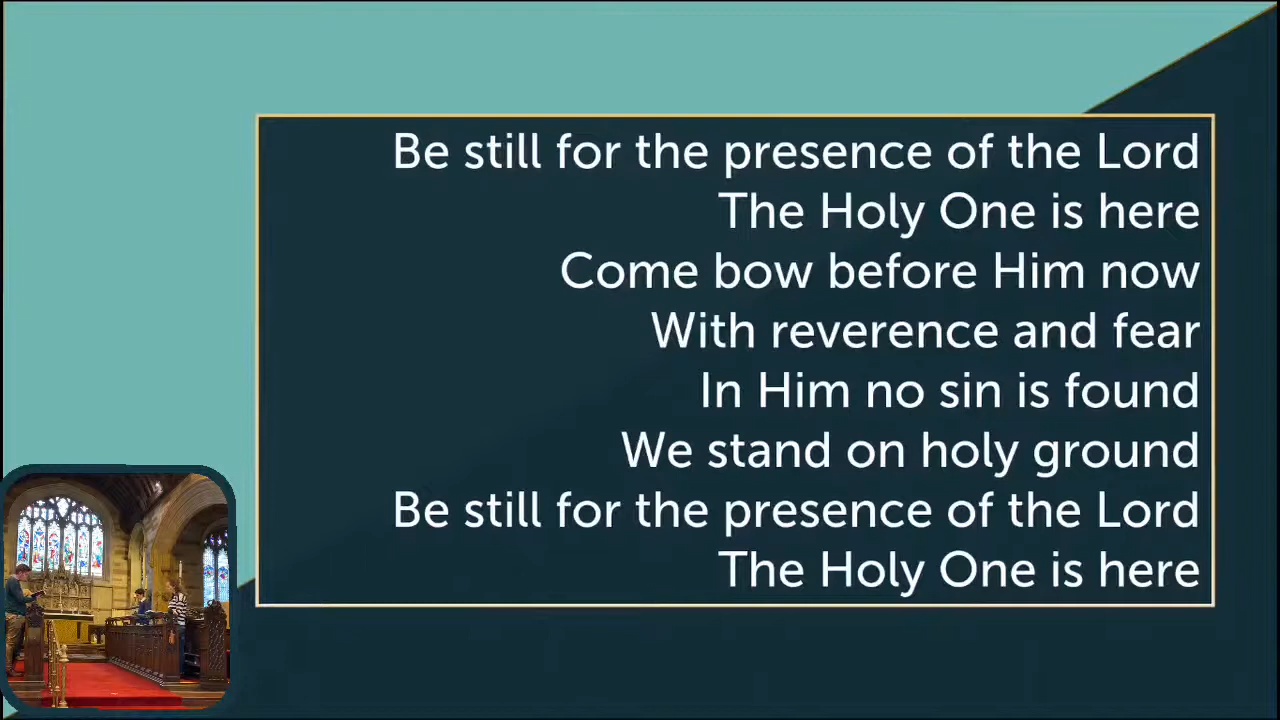 Be still for the presence of the Lord
The Holy One is here
Come bow before Him now
With reverence and fear
In Him no sin is found
We stand on holy ground
Be still for the presence of the Lord
The Holy One is here